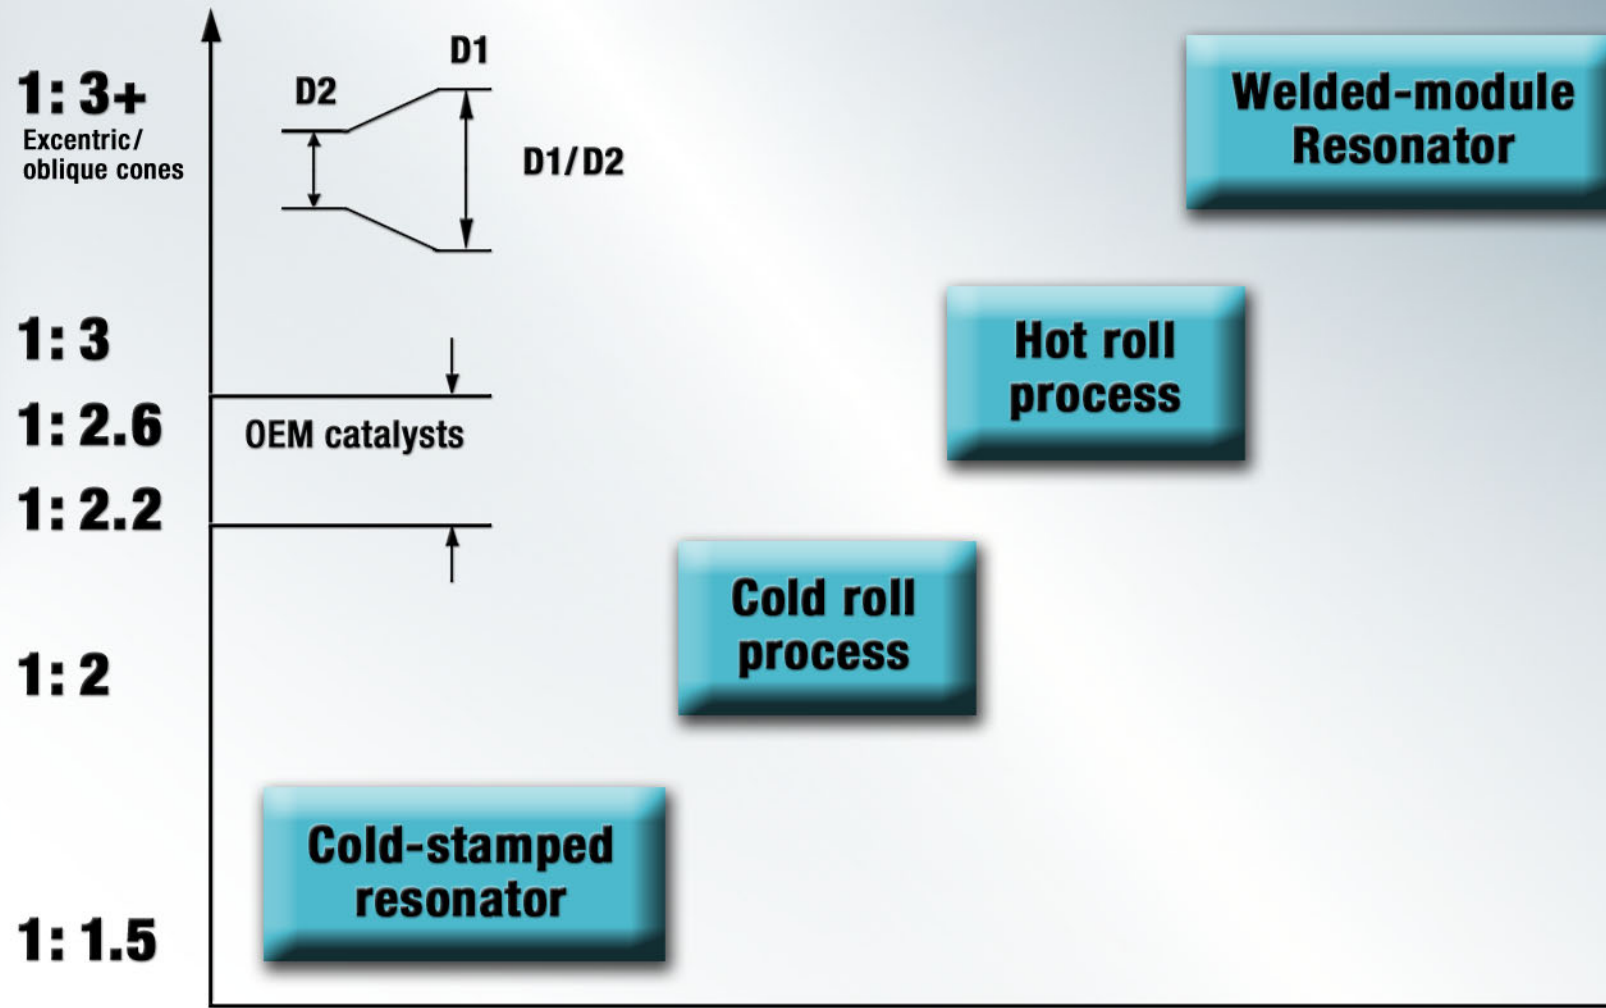 D1
D2
1: 3+
Excentric/
oblique cones
D1/D2
Welded-module
Resonator
1: 3
Hot roll
process
1: 2.6
OEM catalysts
1: 2.2
Cold roll
process
1: 2
Cold-stamped
resonator
1: 1.5